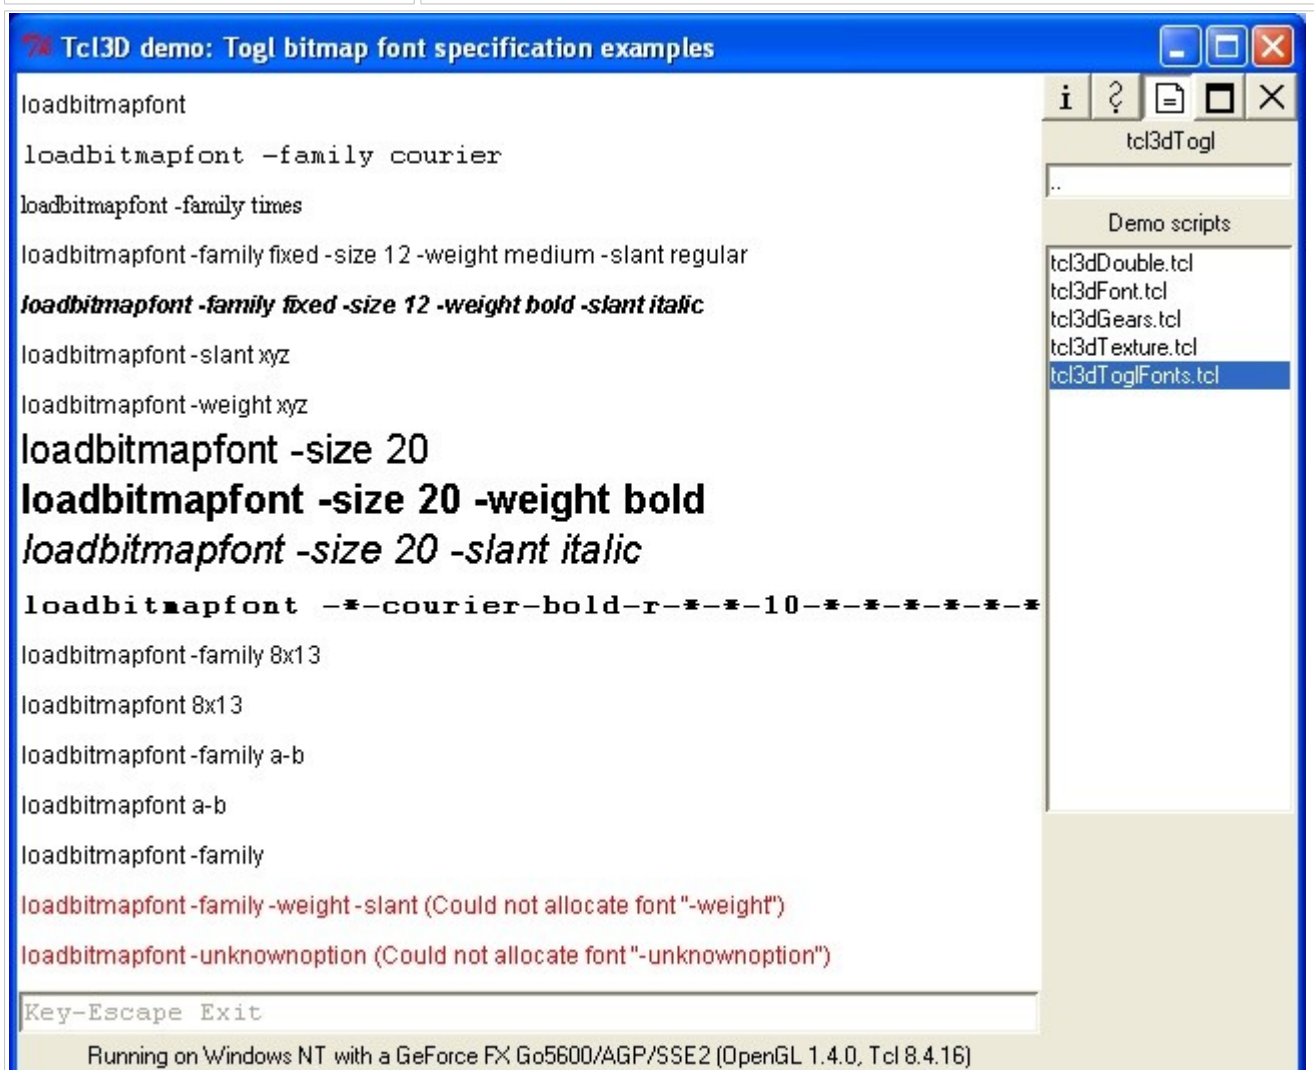 Tcl3D demo: Togl bitmap font specification examples
loadbitmapfont
loadbitmapfont -family courier
loadbitmapfont -family times
loadbitmapfont -family fixed -size 12 -weight medium -slant regular
loadbitmapfont -family fixed -size 12 -weight bold -slant italic
loadbitmapfont -slant xyz
loadbitmapfont -weight xyz
loadbitmapfont -size 20
loadbitmapfont -size 20 -weight bold
loadbitmapfont -size 20 -slant italic
loadbitmapfont -*-courier-bold-r-*-*-10-*-*-*-*-*-*
loadbitmapfont -family 8x13
loadbitmapfont 8x13
loadbitmapfont -family a-b
loadbitmapfont a-b
loadbitmapfont -family
loadbitmapfont -family -weight -slant (Could not allocate font "-weight")
loadbitmapfont -unknownoption (Could not allocate font "-unknownoption")
Key-Escape Exit
Running on Windows NT with a GeForce FX Go5600/AGP/SSE2 (OpenGL 1.4.0, Tcl 8.4.16)
i ?
tcl3dTogl
..
Demo scripts
tcl3dDouble.tcl
tcl3dFont.tcl
tcl3dGears.tcl
tcl3dTexture.tcl
tcl3dToglFonts.tcl